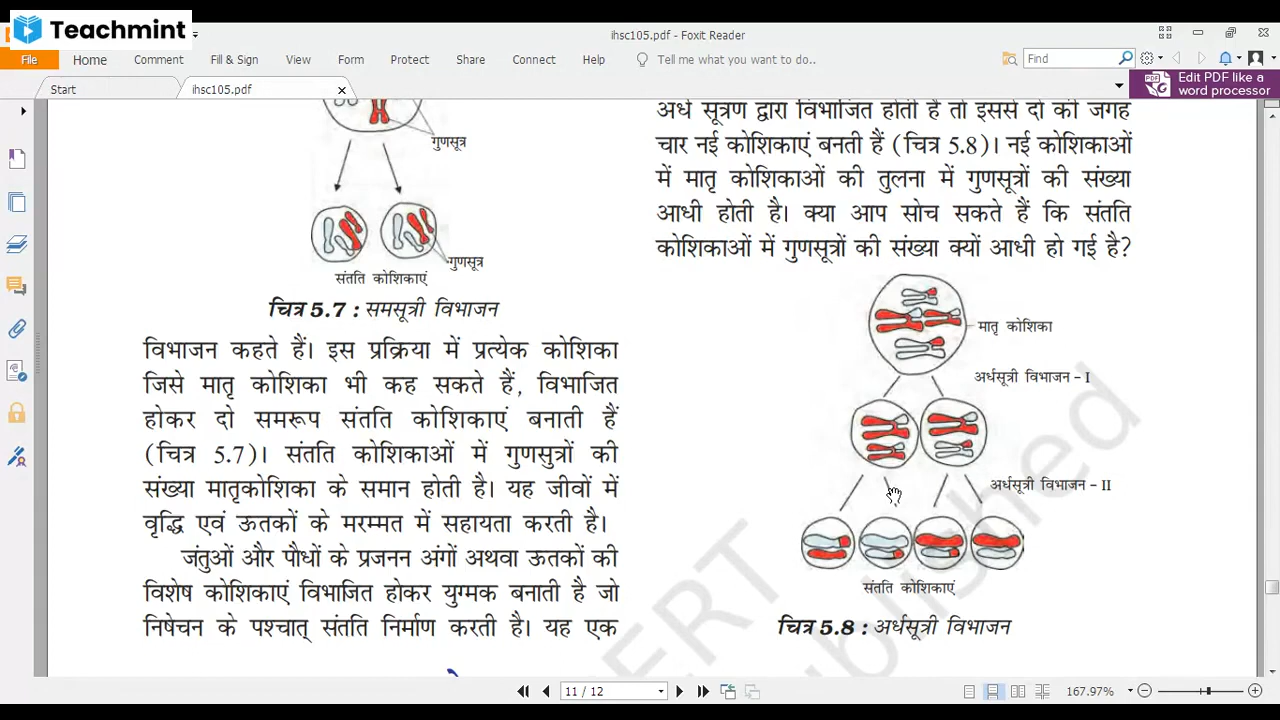 Teachmint
ihsc105.pdf - Foxit Reader
File Home Comment Fill & Sign View Form Protect Share Connect Help Tell me what you want to do.. Find
Start ihsc105.pdf
Edit PDF like a
word processor
गुणसूत्र
गुणसूत्र
संतति कोशिकाएं
चित्र 5.7 : समसूत्री विभाजन
विभाजन कहते हैं। इस प्रक्रिया में प्रत्येक कोशिका
जिसे मातृ कोशिका भी कह सकते हैं, विभाजित
होकर दो समरूप संतति कोशिकाएं बनाती हैं
(चित्र 5.7)। संतति कोशिकाओं में गुणसुत्रों की
संख्या मातृकोशिका के समान होती है। यह जीवों में
वृद्धि एवं ऊतकों के मरम्मत में सहायता करती है।
जंतुओं और पौधों के प्रजनन अंगों अथवा ऊतकों की
विशेष कोशिकाएं विभाजित होकर युग्मक बनाती है जो
निषेचन के पश्चात् संतति निर्माण करती है। यह एक
अर्ध सूत्रण द्वारा विभाजित होती हैं तो इससे दो की जगह
चार नई कोशिकाएं बनती हैं (चित्र 5.8)। नई कोशिकाओं
में मातृ कोशिकाओं की तुलना में गुणसूत्रों की संख्या
आधी होती है। क्या आप सोच सकते हैं कि संतति
कोशिकाओं में गुणसूत्रों की संख्या क्यों आधी हो गई है?
मातृ कोशिका
अर्धसूत्री विभाजन - I
अर्धसूत्री विभाजन - II
संतति कोशिकाएं
चित्र 5.8 : अर्धसूत्री विभाजन
11 / 12
167.97%